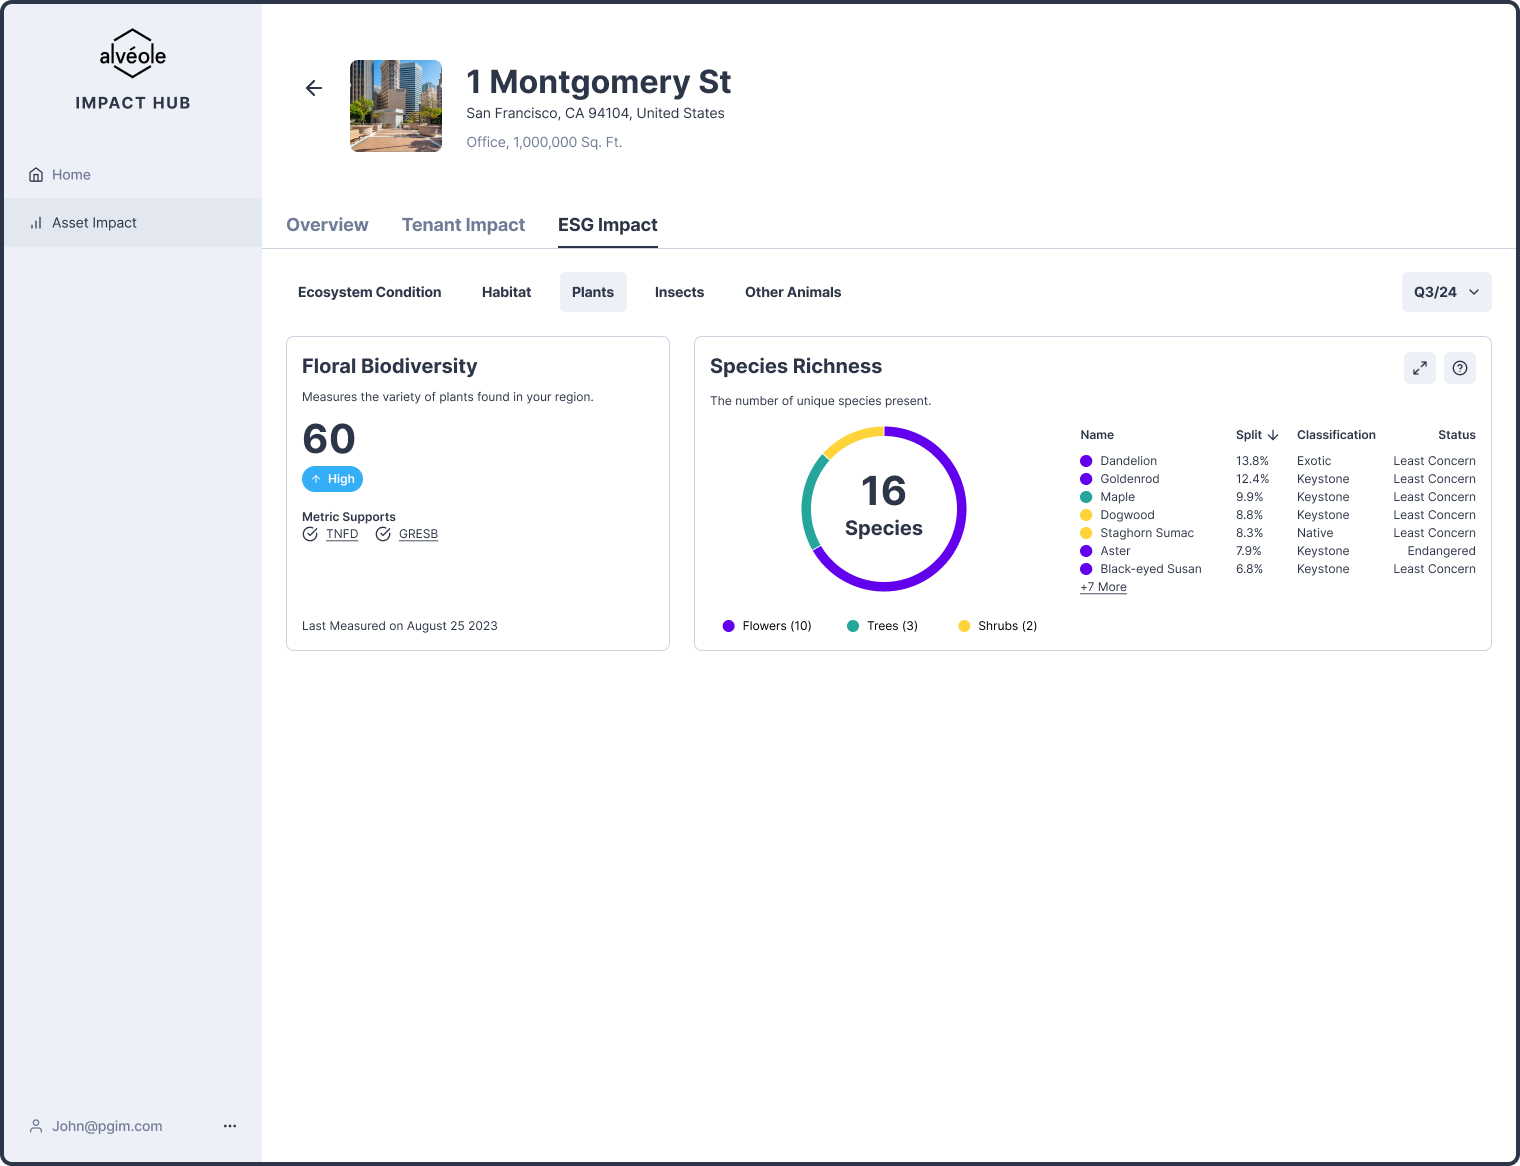 alvéole
IMPACT HUB
Home
Asset Impact
John@pgim.com
1 Montgomery St
San Francisco, CA 94104, United States
Office, 1,000,000 Sq. Ft.
Overview Tenant Impact ESG Impact
Ecosystem Condition Habitat Plants Insects Other Animals Q3/24
Floral Biodiversity
Measures the variety of plants found in your region.
60
High
Metric Supports
TNFD GRESB
Last Measured on August 25 2023
Species Richness
The number of unique species present.
16
Species
Flowers (10) Trees (3) Shrubs (2)
Name Split Classification Status
Dandelion 13.8% Exotic Least Concern
Goldenrod 12.4% Keystone Least Concern
Maple 9.9% Keystone Least Concern
Dogwood 8.8% Keystone Least Concern
Staghorn Sumac 8.3% Native Least Concern
Aster 7.9% Keystone Endangered
Black-eyed Susan 6.8% Keystone Least Concern
+7 More